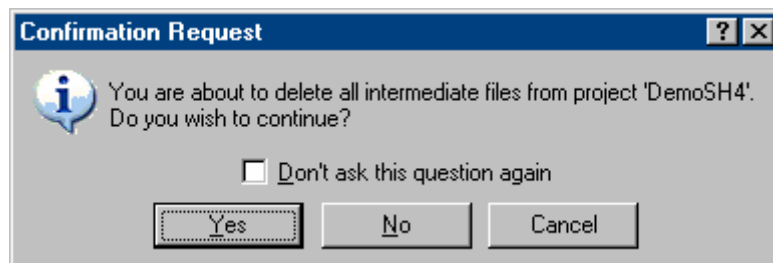 Confirmation Request
You are about to delete all intermediate files from project 'DemoSH4'.
Do you wish to continue?
Don't ask this question again
Yes No Cancel